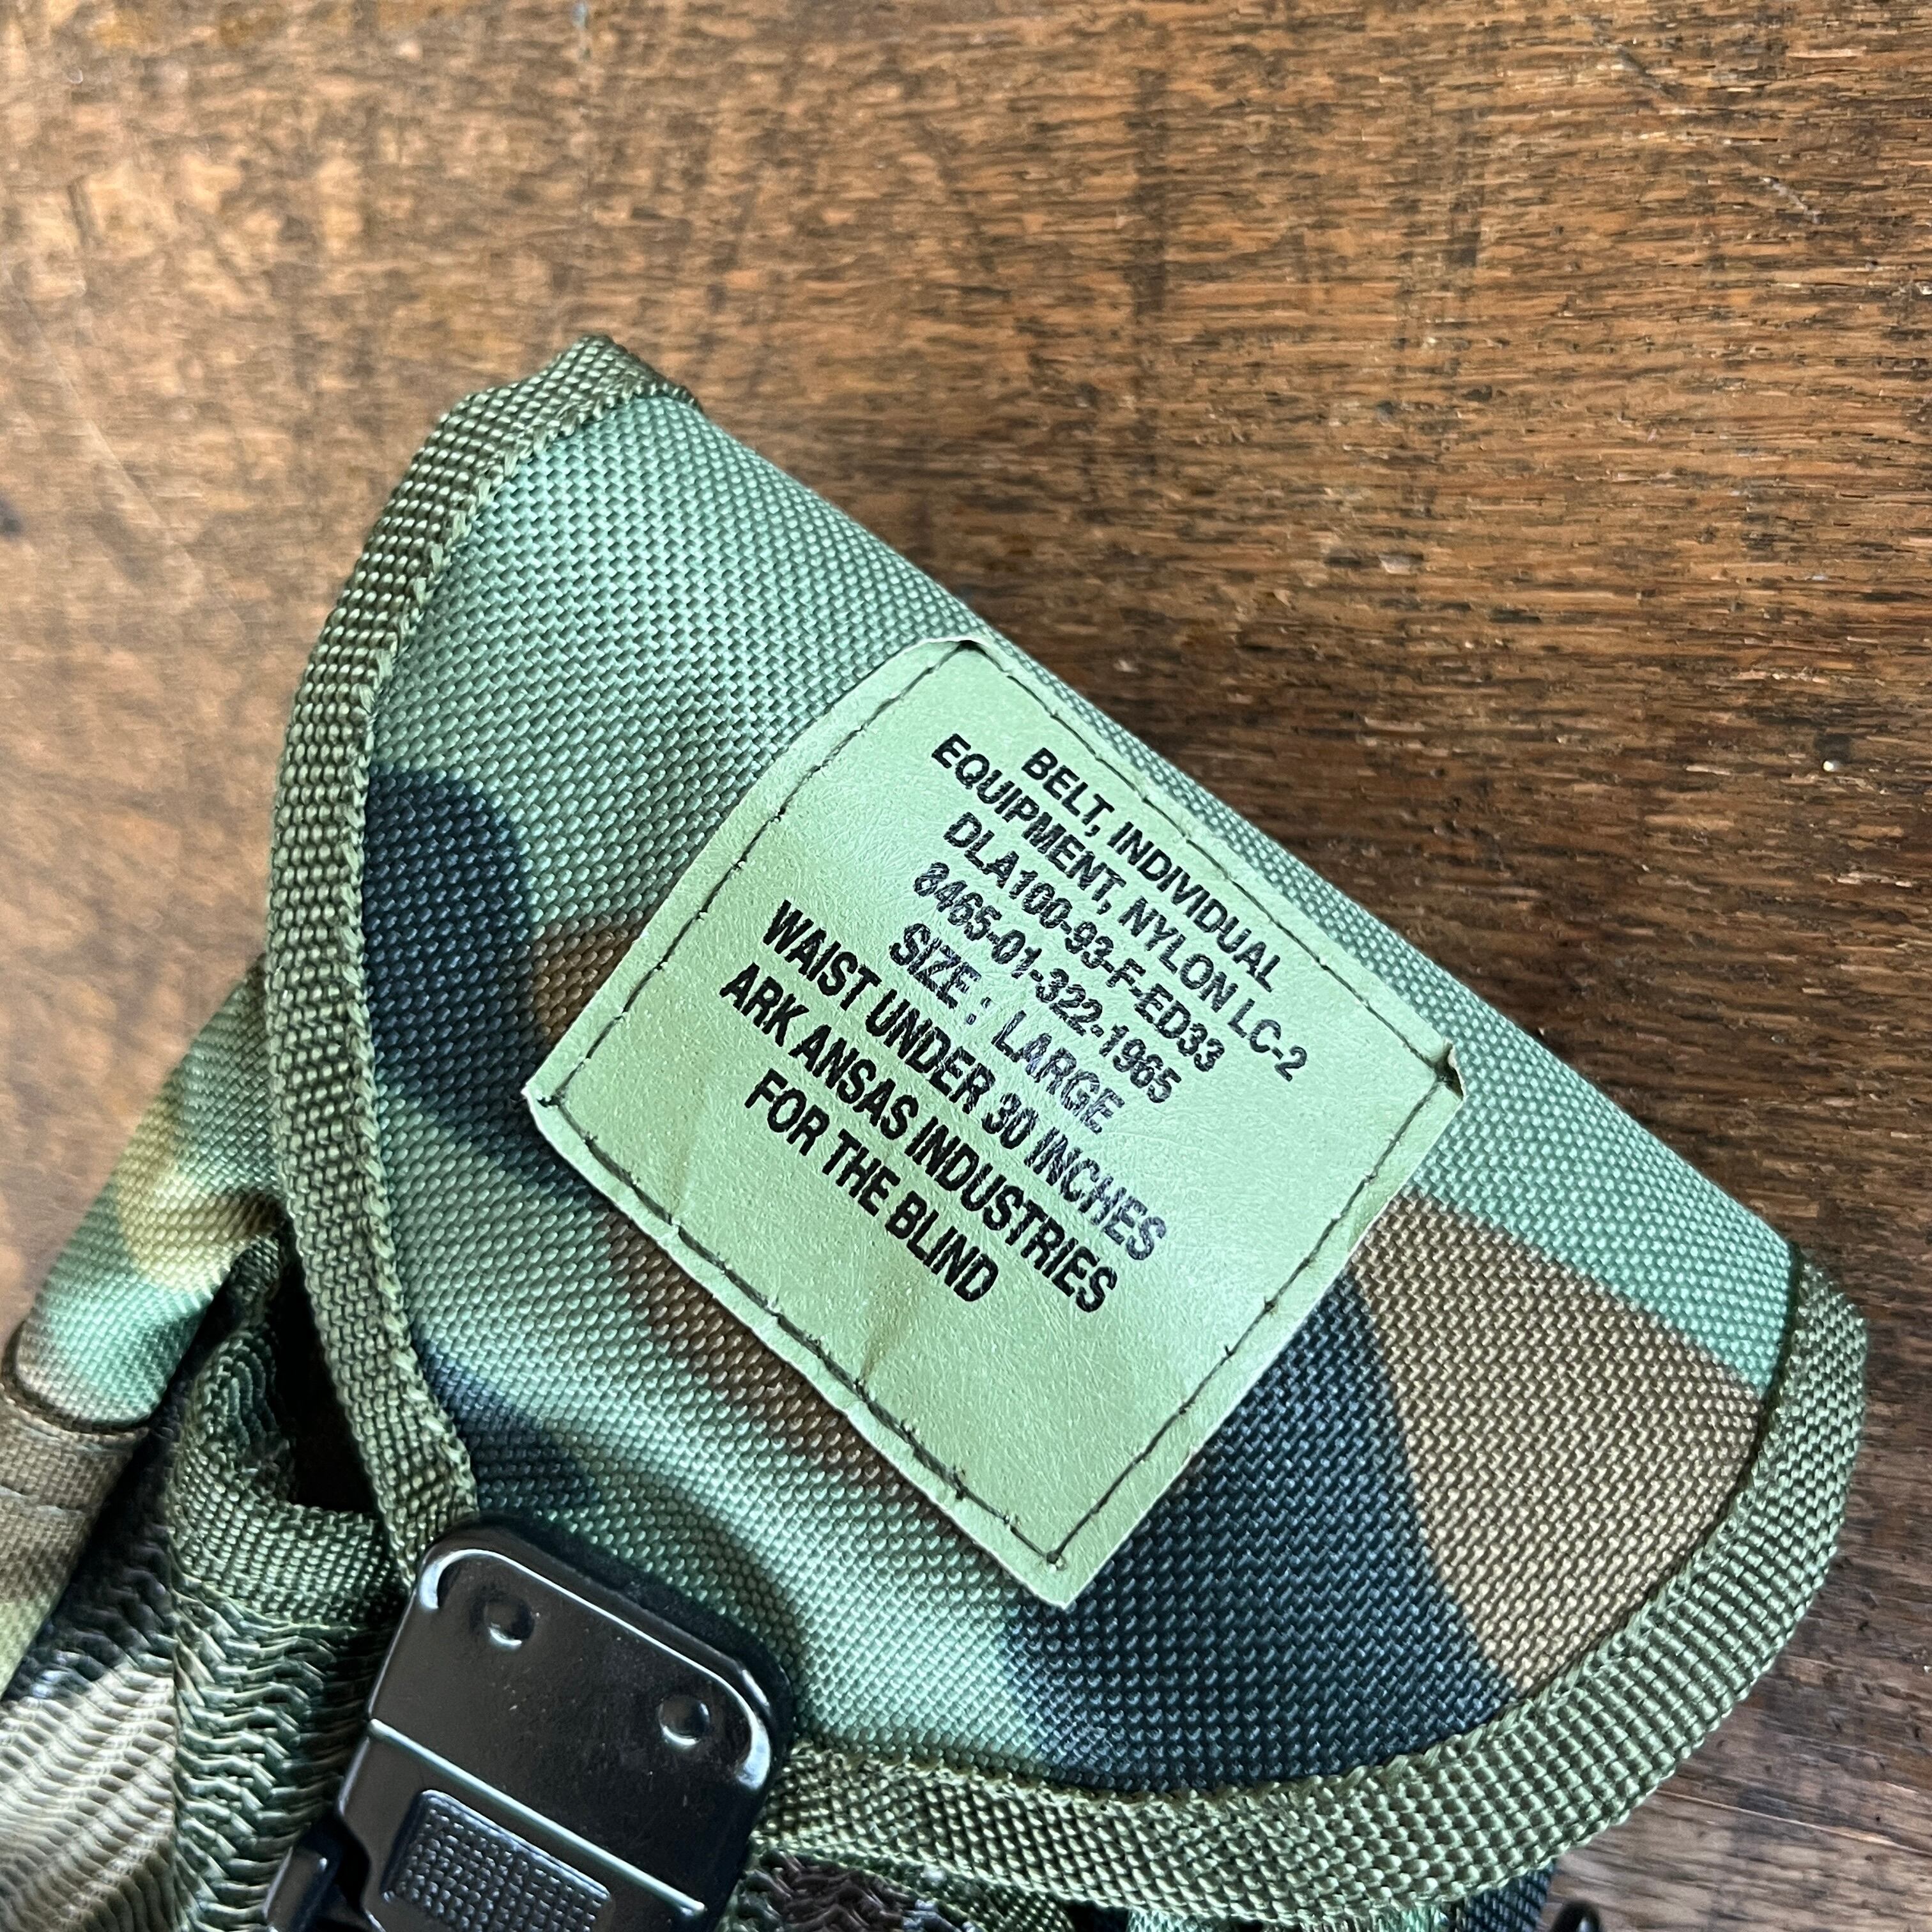 BELT, INDIVIDUAL
EQUIPMENT, NYLON LC-2
DLA100-93-F-ED33
8465-01-322-1965
SIZE : LARGE
WAIST UNDER 30 INCHES
ARK ANSAS INDUSTRIES
FOR THE BLIND